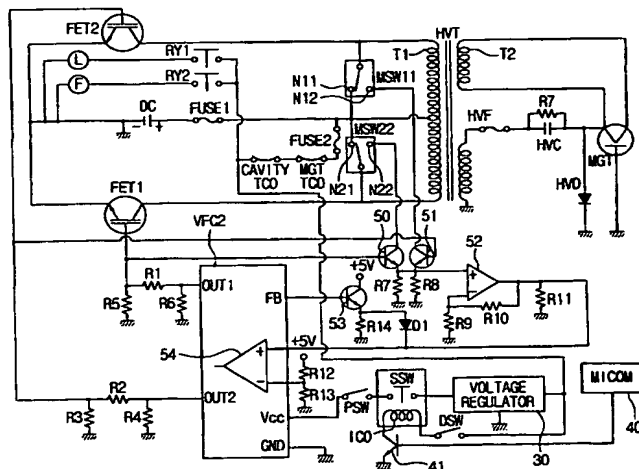 FET2
HVT
L
RY1
T1
T2
F
RY2
MSW11
N11
N12
HVF
R7
DC
FUSE1
MSW22
HVC
MGT
FUSE2
HVD
CAVITY TCO
MGT TCO
N21
N22
FET1
VFC2
50
51
52
+5V
R1
OUT1
FB
R7
R8
R5
R6
53
R9
R10
R11
R14
D1
54
+5V
R2
OUT2
R12
R13
SSW
VOLTAGE REGULATOR
MICOM
R3
R4
Vcc
PSW
ICO
DSW
GND
41
30
40